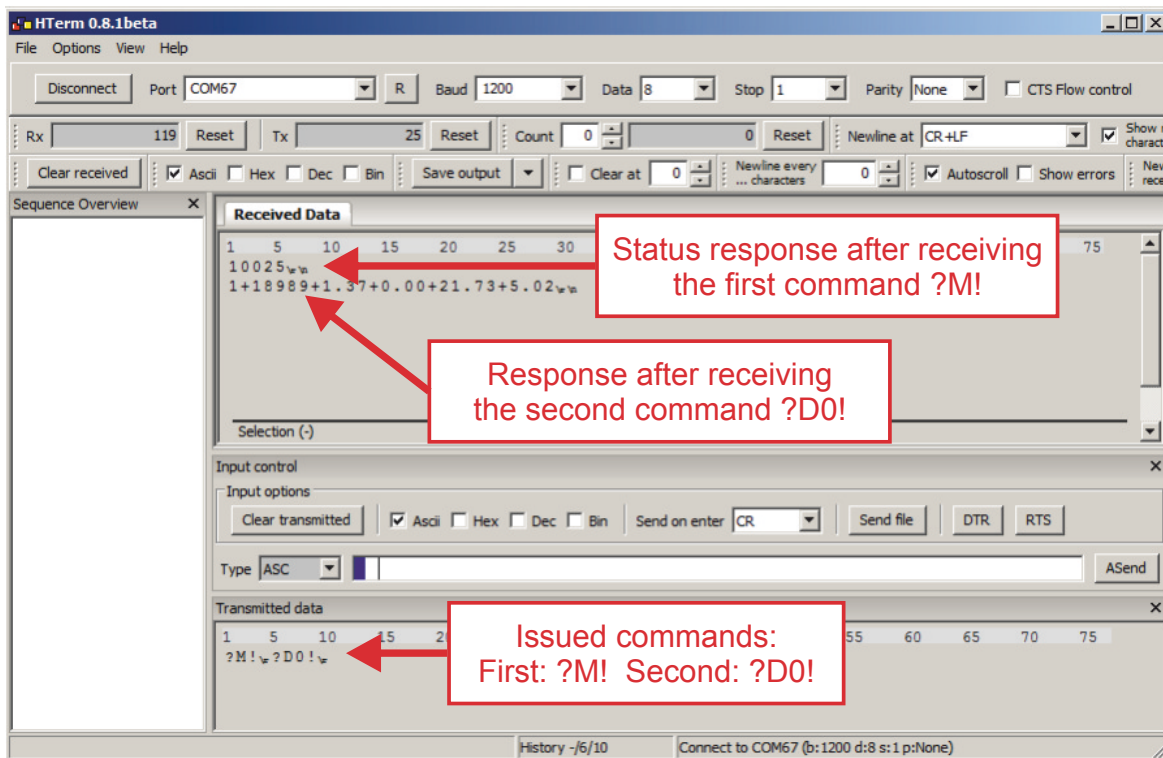 HTerm 0.8.1beta
File Options View Help
Disconnect Port COM67 R Baud 1200 Data 8 Stop 1 Parity None CTS Flow control
Rx 119 Reset Tx 25 Reset Count 0 0 Reset Newline at CR+LF Show
Clear received Ascii Hex Dec Bin Save output Clear at 0 Newline every ... characters 0 Autoscroll Show errors
Sequence Overview
Received Data
1 5 10 15 20 25 30 75
10025\r\n
1+18989+1.37+0.00+21.73+5.02\r\n
Status response after receiving
the first command ?M!
Response after receiving
the second command ?D0!
Selection (-)
Input control
Input options
Clear transmitted Ascii Hex Dec Bin Send on enter CR Send file DTR RTS
Type ASC ASend
Transmitted data
1 5 10 15 55 60 65 70 75
?M!\r?D0!\r
Issued commands:
First: ?M! Second: ?D0!
History -/6/10 Connect to COM67 (b:1200 d:8 s:1 p:None)